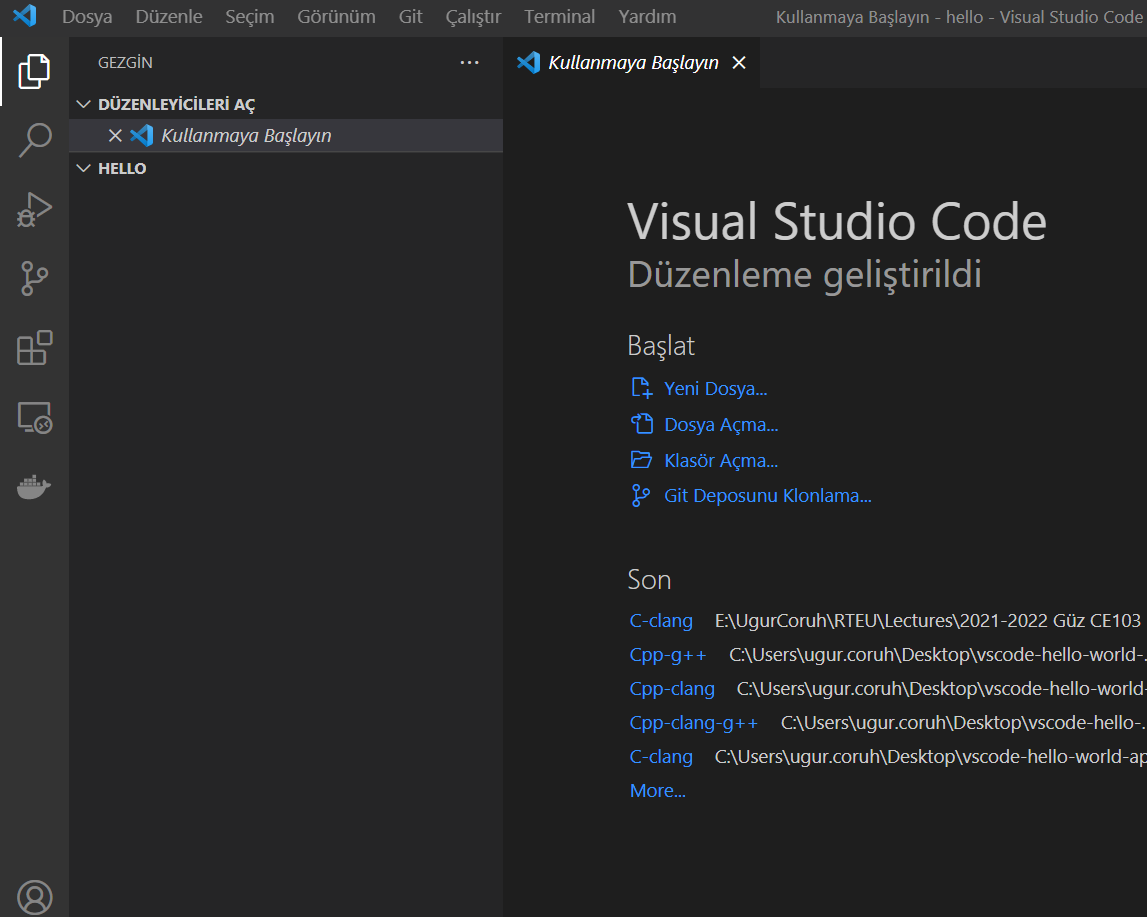 Dosya Düzenle Seçim Görünüm Git Çalıştır Terminal Yardım Kullanmaya Başlayın - hello - Visual Studio Code
GEZGİN ...
Kullanmaya Başlayın
DÜZENLEYİCİLERİ AÇ
Kullanmaya Başlayın
HELLO
Visual Studio Code
Düzenleme geliştirildi
Başlat
Yeni Dosya...
Dosya Açma...
Klasör Açma...
Git Deposunu Klonlama...
Son
C-clang E:\UgurCoruh\RTEU\Lectures\2021-2022 Güz CE103
Cpp-g++ C:\Users\ugur.coruh\Desktop\vscode-hello-world-...
Cpp-clang C:\Users\ugur.coruh\Desktop\vscode-hello-world-
Cpp-clang-g++ C:\Users\ugur.coruh\Desktop\vscode-hello-...
C-clang C:\Users\ugur.coruh\Desktop\vscode-hello-world-ap
More...